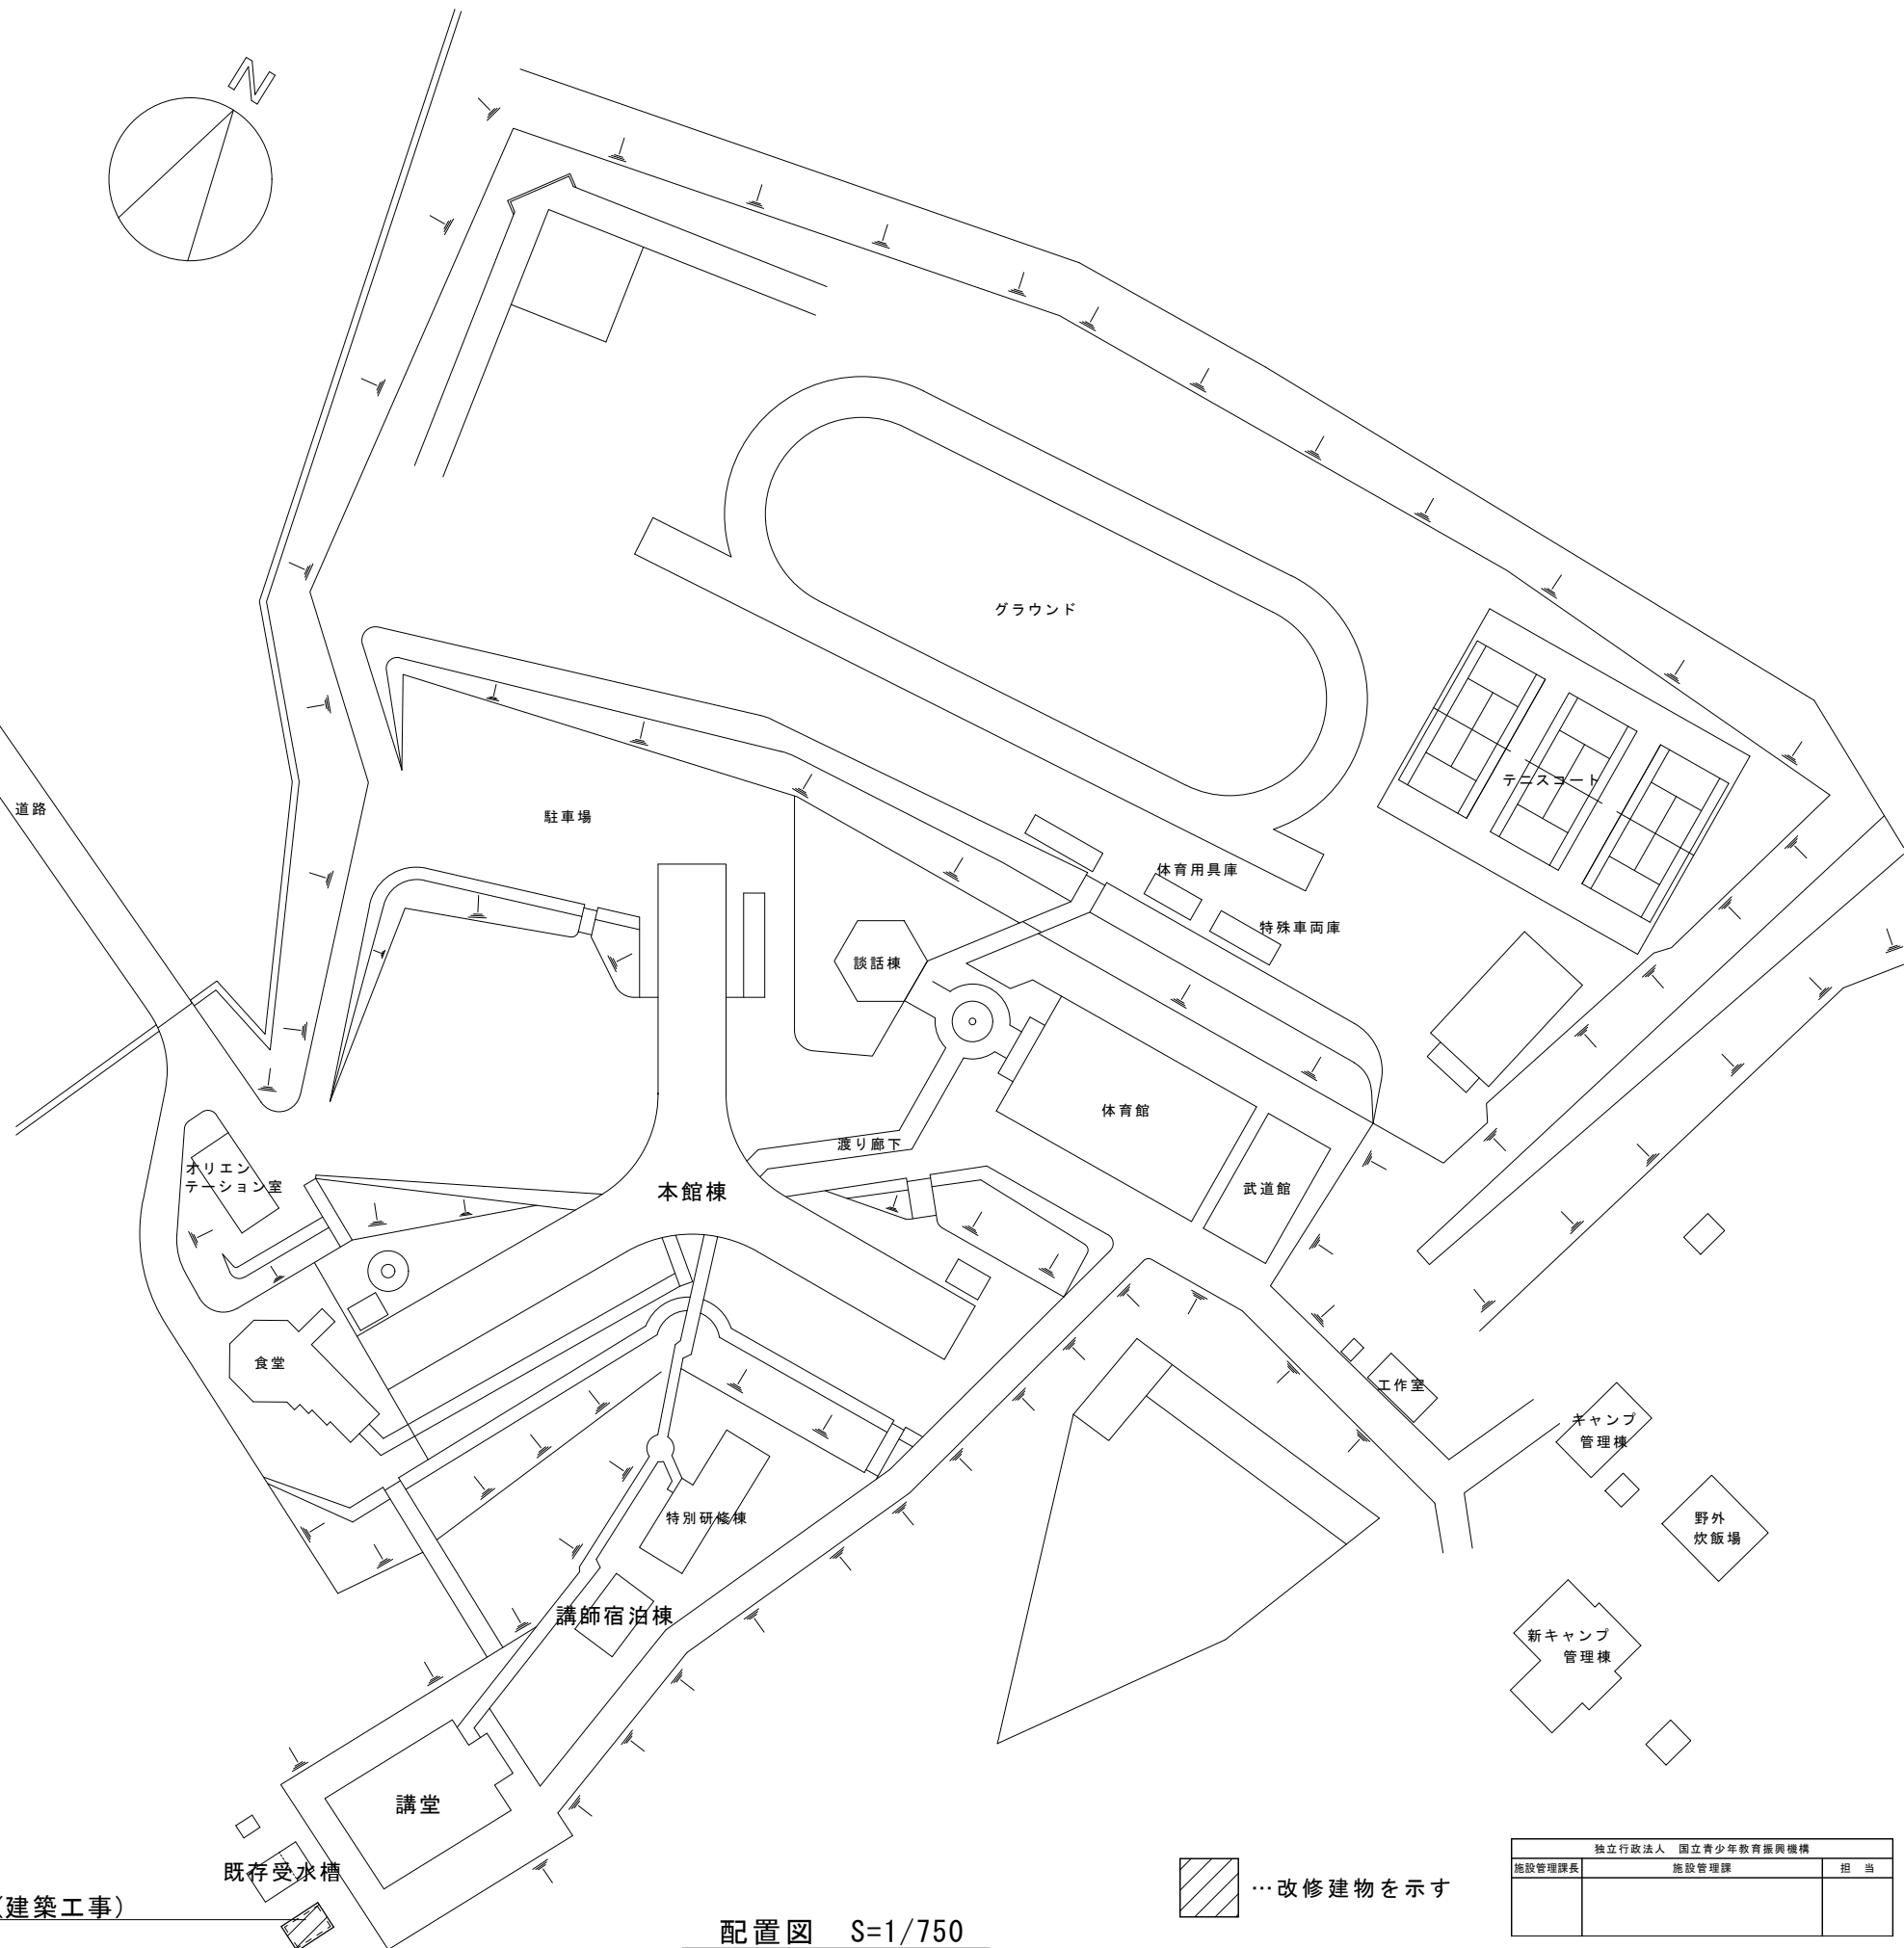 N
グラウンド
テニスコート
道路
駐車場
体育用具庫
特殊車両庫
談話棟
体育館
渡り廊下
オリエン
テーション室
本館棟
武道館
食堂
工作室
キャンプ
管理棟
特別研修棟
野外
炊飯場
講師宿泊棟
新キャンプ
管理棟
講堂
既存受水槽
(建築工事)
…改修建物を示す
配置図 S=1/750
独立行政法人 国立青少年教育振興機構
施設管理課長 施設管理課 担 当